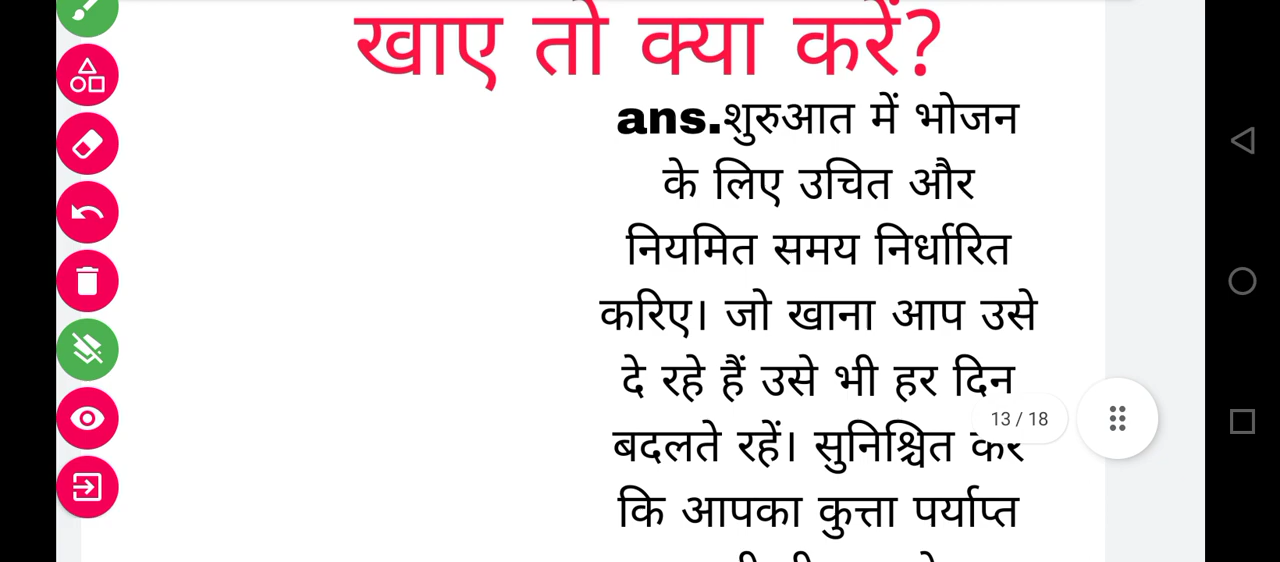 खाए तो क्या करें?
ans.शुरुआत में भोजन
के लिए उचित और
नियमित समय निर्धारित
करिए। जो खाना आप उसे
दे रहे हैं उसे भी हर दिन
13 / 18
बदलते रहें। सुनिश्चित करें
कि आपका कुत्ता पर्याप्त